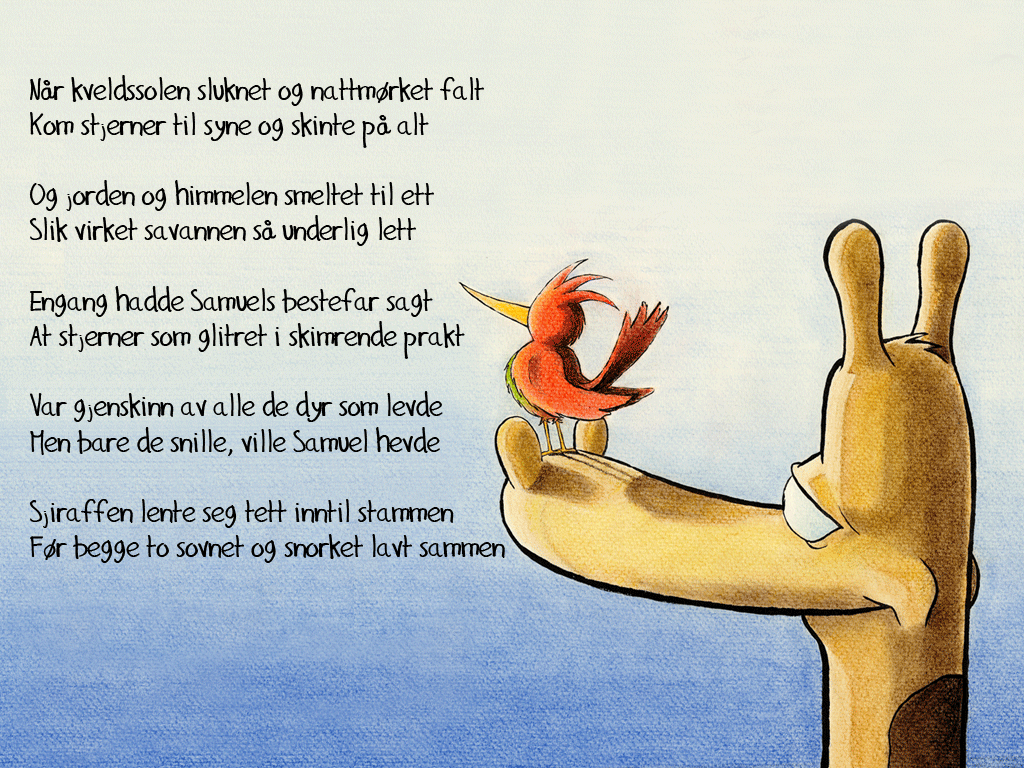 Når kveldssolen sluknet og nattmørket falt
Kom stjerner til syne og skinte på alt
Og jorden og himmelen smeltet til ett
Slik virket savannen så underlig lett
Engang hadde Samuels bestefar sagt
At stjerner som glitret i skimrende prakt
Var gjenskinn av alle de dyr som levde
Men bare de snille, ville Samuel hevde
Sjiraffen lente seg tett inntil stammen
Før begge to sovnet og snorket lavt sammen